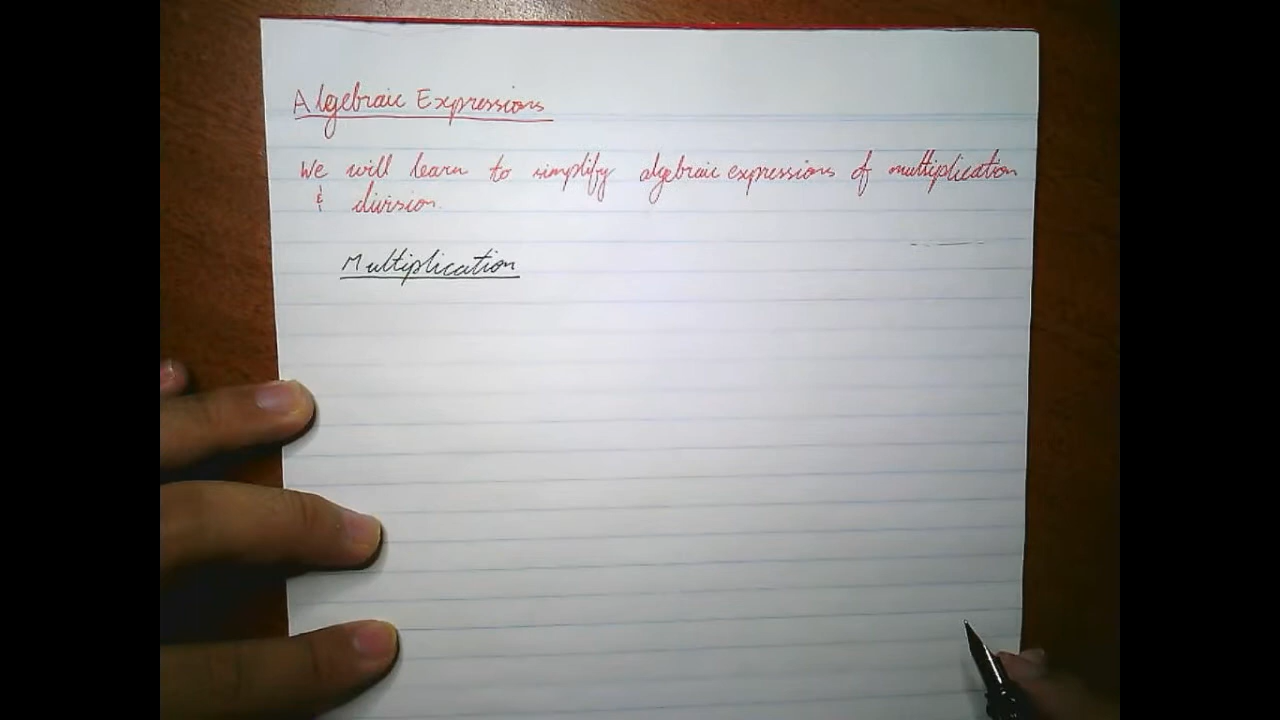 Algebraic Expressions
We will learn to simplify algebraic expressions of multiplication
& division.
Multiplication